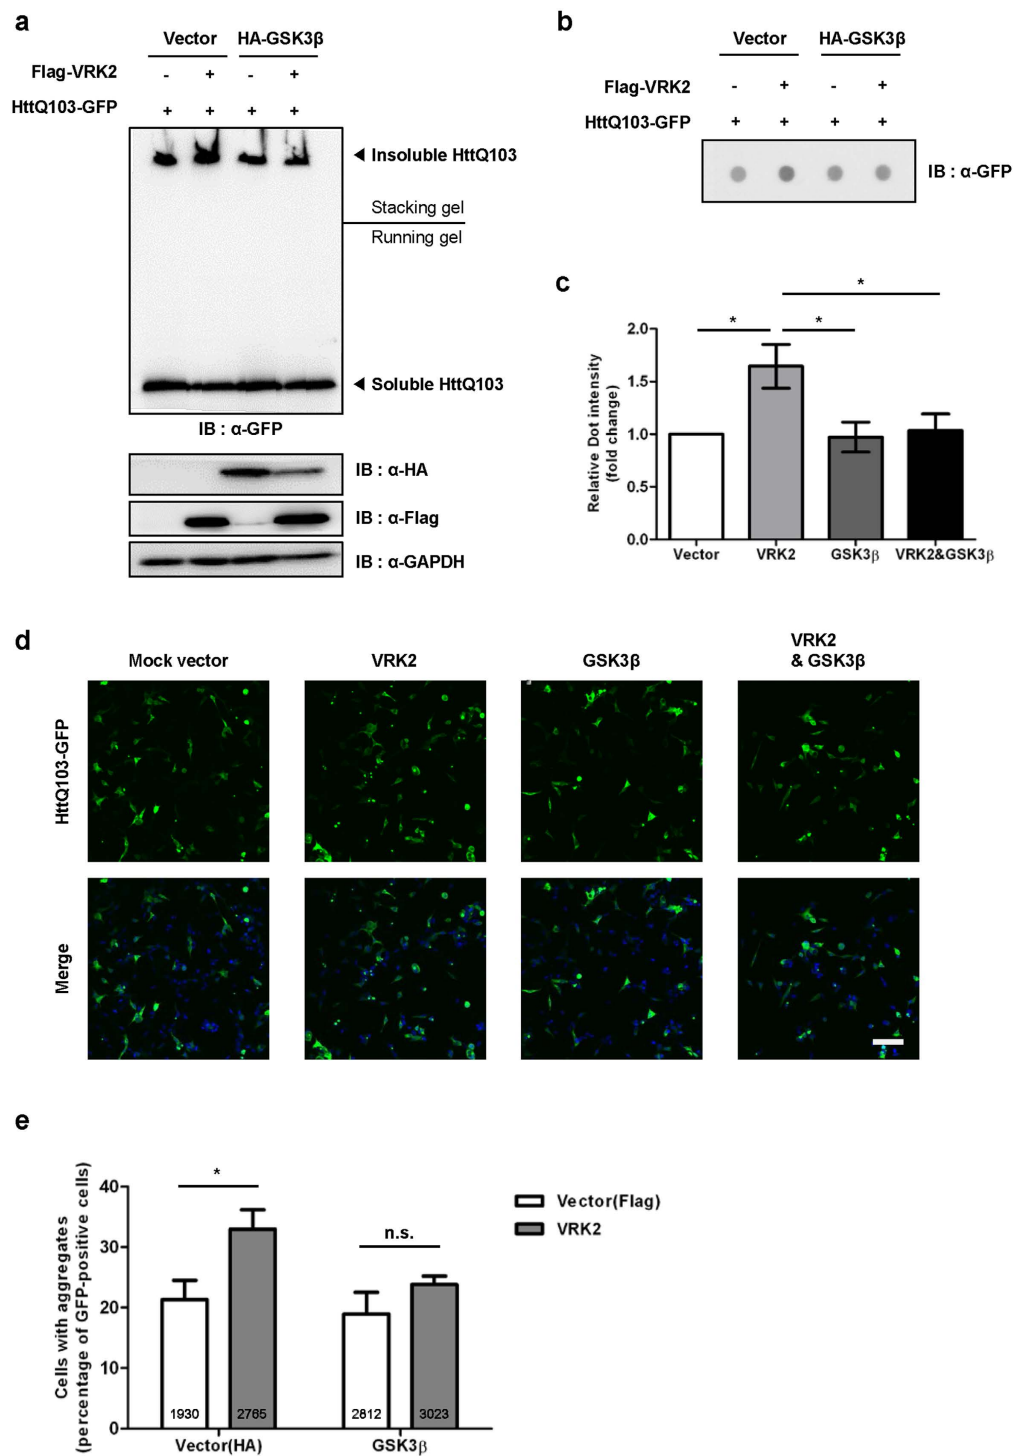 a
Vector HA-GSK3β
Flag-VRK2 - + - +
HttQ103-GFP + + + +
Insoluble HttQ103
Stacking gel
Running gel
Soluble HttQ103
IB : α-GFP
IB : α-HA
IB : α-Flag
IB : α-GAPDH
b
Vector HA-GSK3β
Flag-VRK2 - + - +
HttQ103-GFP + + + +
IB : α-GFP
c
*
* *
Relative Dot intensity
(fold change)
2.0
1.5
1.0
0.5
0.0
Vector VRK2 GSK3β VRK2&GSK3β
d
Mock vector VRK2 GSK3β VRK2
& GSK3β
HttQ103-GFP
Merge
e
Cells with aggregates
(percentage of GFP-positive cells)
40
30
20
10
0
*
n.s.
1930 2765 2812 3023
Vector(HA) GSK3β
Vector(Flag)
VRK2